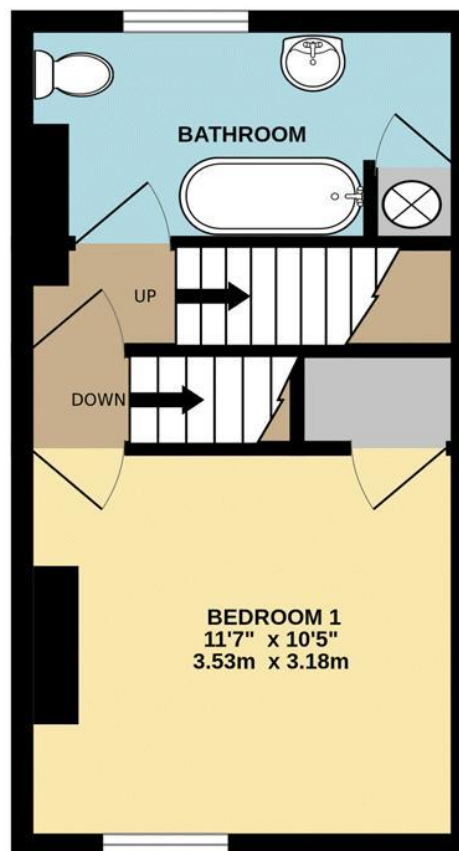 BATHROOM
UP
DOWN
BEDROOM 1
11'7" x 10'5"
3.53m x 3.18m